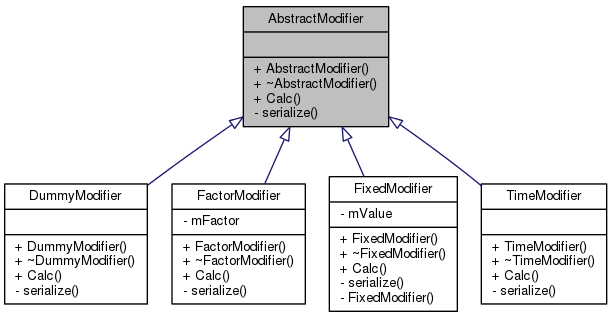 AbstractModifier
+ AbstractModifier()
+ ~AbstractModifier()
+ Calc()
- serialize()
DummyModifier
+ DummyModifier()
+ ~DummyModifier()
+ Calc()
- serialize()
FactorModifier
- mFactor
+ FactorModifier()
+ ~FactorModifier()
+ Calc()
- serialize()
FixedModifier
- mValue
+ FixedModifier()
+ ~FixedModifier()
+ Calc()
- serialize()
- FixedModifier()
TimeModifier
+ TimeModifier()
+ ~TimeModifier()
+ Calc()
- serialize()